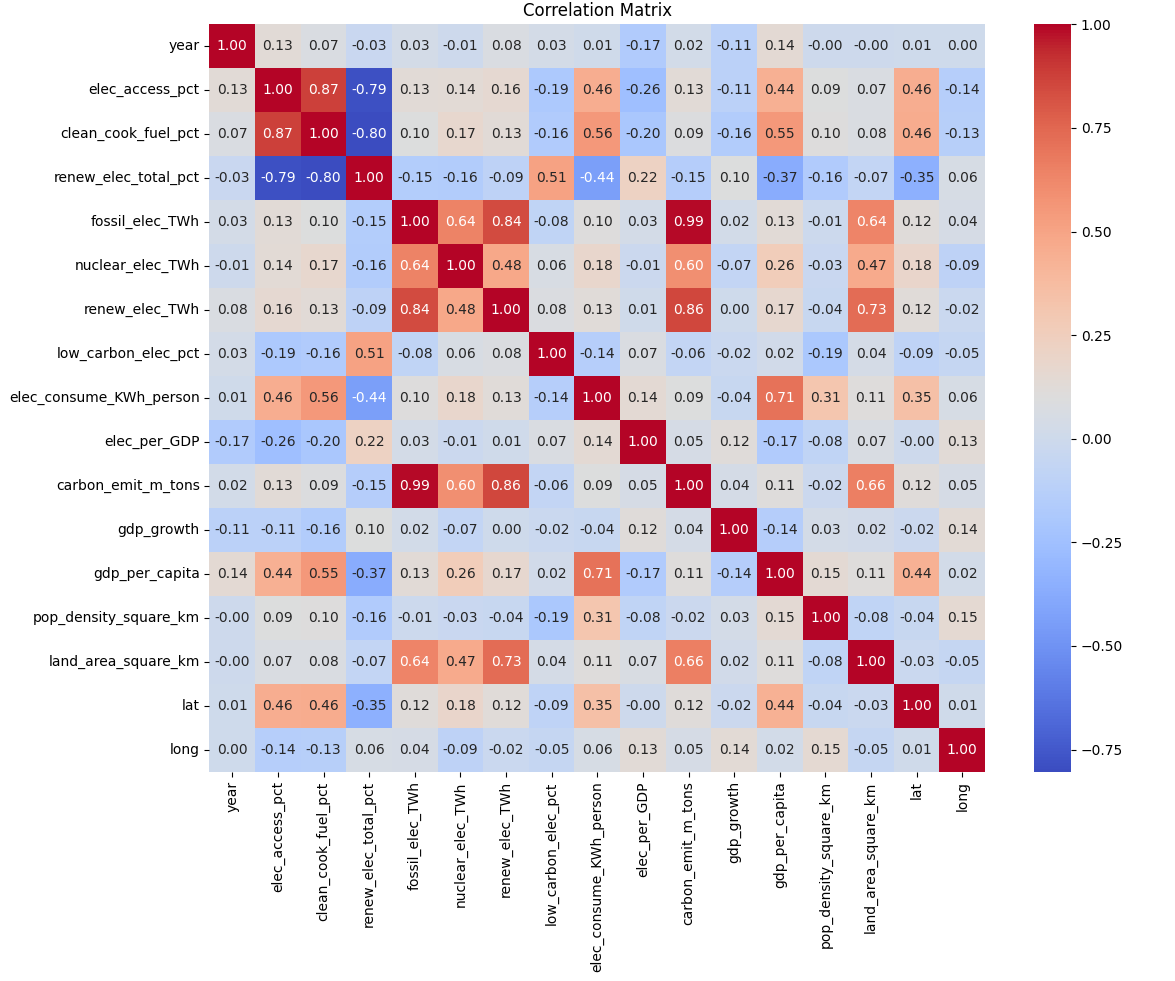 Correlation Matrix
year 1.00 0.13 0.07 -0.03 0.03 -0.01 0.08 0.03 0.01 -0.17 0.02 -0.11 0.14 -0.00 -0.00 0.01 0.00
elec_access_pct 0.13 1.00 0.87 -0.79 0.13 0.14 0.16 -0.19 0.46 -0.26 0.13 -0.11 0.44 0.09 0.07 0.46 -0.14
clean_cook_fuel_pct 0.07 0.87 1.00 -0.80 0.10 0.17 0.13 -0.16 0.56 -0.20 0.09 -0.16 0.55 0.10 0.08 0.46 -0.13
renew_elec_total_pct -0.03 -0.79 -0.80 1.00 -0.15 -0.16 -0.09 0.51 -0.44 0.22 -0.15 0.10 -0.37 -0.16 -0.07 -0.35 0.06
fossil_elec_TWh 0.03 0.13 0.10 -0.15 1.00 0.64 0.84 -0.08 0.10 0.03 0.99 0.02 0.13 -0.01 0.64 0.12 0.04
nuclear_elec_TWh -0.01 0.14 0.17 -0.16 0.64 1.00 0.48 0.06 0.18 -0.01 0.60 -0.07 0.26 -0.03 0.47 0.18 -0.09
renew_elec_TWh 0.08 0.16 0.13 -0.09 0.84 0.48 1.00 0.08 0.13 0.01 0.86 0.00 0.17 -0.04 0.73 0.12 -0.02
low_carbon_elec_pct 0.03 -0.19 -0.16 0.51 -0.08 0.06 0.08 1.00 -0.14 0.07 -0.06 -0.02 0.02 -0.19 0.04 -0.09 -0.05
elec_consume_KWh_person 0.01 0.46 0.56 -0.44 0.10 0.18 0.13 -0.14 1.00 0.14 0.09 -0.04 0.71 0.31 0.11 0.35 0.06
elec_per_GDP -0.17 -0.26 -0.20 0.22 0.03 -0.01 0.01 0.07 0.14 1.00 0.05 0.12 -0.17 -0.08 0.07 -0.00 0.13
carbon_emit_m_tons 0.02 0.13 0.09 -0.15 0.99 0.60 0.86 -0.06 0.09 0.05 1.00 0.04 0.11 -0.02 0.66 0.12 0.05
gdp_growth -0.11 -0.11 -0.16 0.10 0.02 -0.07 0.00 -0.02 -0.04 0.12 0.04 1.00 -0.14 0.03 0.02 -0.02 0.14
gdp_per_capita 0.14 0.44 0.55 -0.37 0.13 0.26 0.17 0.02 0.71 -0.17 0.11 -0.14 1.00 0.15 0.11 0.44 0.02
pop_density_square_km -0.00 0.09 0.10 -0.16 -0.01 -0.03 -0.04 -0.19 0.31 -0.08 -0.02 0.03 0.15 1.00 -0.08 -0.04 0.15
land_area_square_km -0.00 0.07 0.08 -0.07 0.64 0.47 0.73 0.04 0.11 0.07 0.66 0.02 0.11 -0.08 1.00 -0.03 -0.05
lat 0.01 0.46 0.46 -0.35 0.12 0.18 0.12 -0.09 0.35 -0.00 0.12 -0.02 0.44 -0.04 -0.03 1.00 0.01
long 0.00 -0.14 -0.13 0.06 0.04 -0.09 -0.02 -0.05 0.06 0.13 0.05 0.14 0.02 0.15 -0.05 0.01 1.00
year
elec_access_pct
clean_cook_fuel_pct
renew_elec_total_pct
fossil_elec_TWh
nuclear_elec_TWh
renew_elec_TWh
low_carbon_elec_pct
elec_consume_KWh_person
elec_per_GDP
carbon_emit_m_tons
gdp_growth
gdp_per_capita
pop_density_square_km
land_area_square_km
lat
long
1.00
0.75
0.50
0.25
0.00
−0.25
−0.50
−0.75